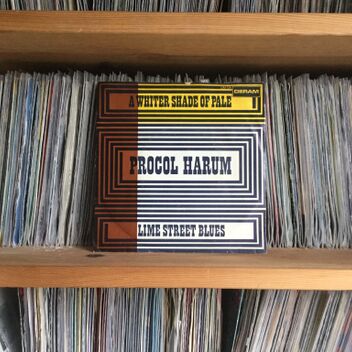 DERAM
A WHITER SHADE OF PALE
PROCOL HARUM
LIME STREET BLUES